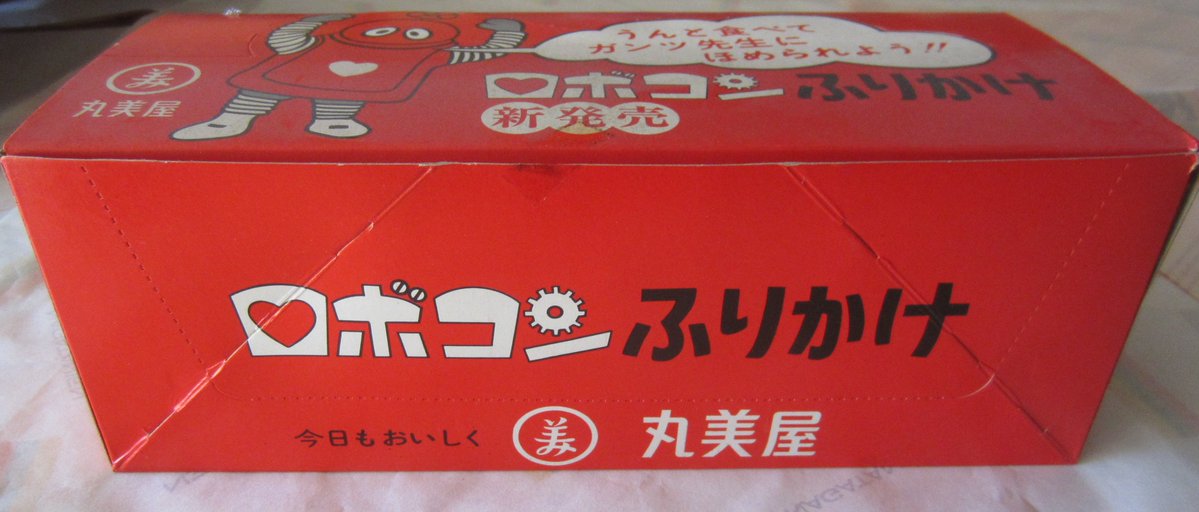 うんと食べて
ガンツ先生に
ほめられよう!!
美
丸美屋
ロボコン ふりかけ
新発売
ロボコン ふりかけ
今日もおいしく 美 丸美屋